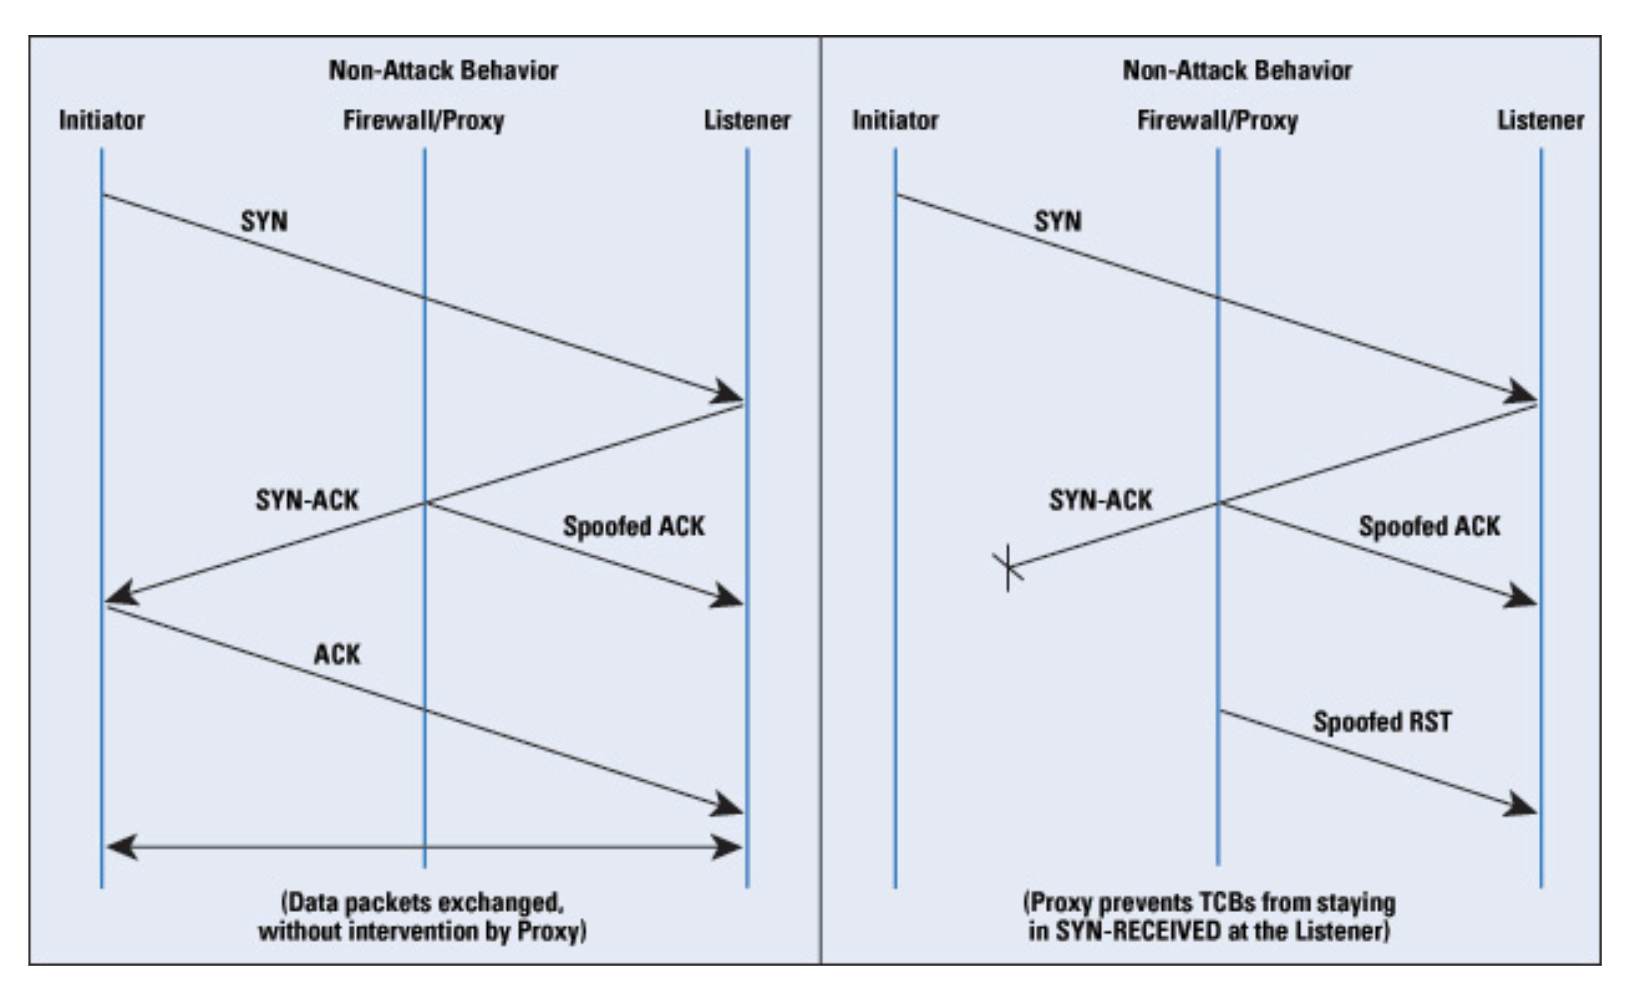 Non-Attack Behavior
Initiator Firewall/Proxy Listener
SYN
SYN-ACK
Spoofed ACK
ACK
(Data packets exchanged,
without intervention by Proxy)
Non-Attack Behavior
Initiator Firewall/Proxy Listener
SYN
SYN-ACK
Spoofed ACK
Spoofed RST
(Proxy prevents TCBs from staying
in SYN-RECEIVED at the Listener)